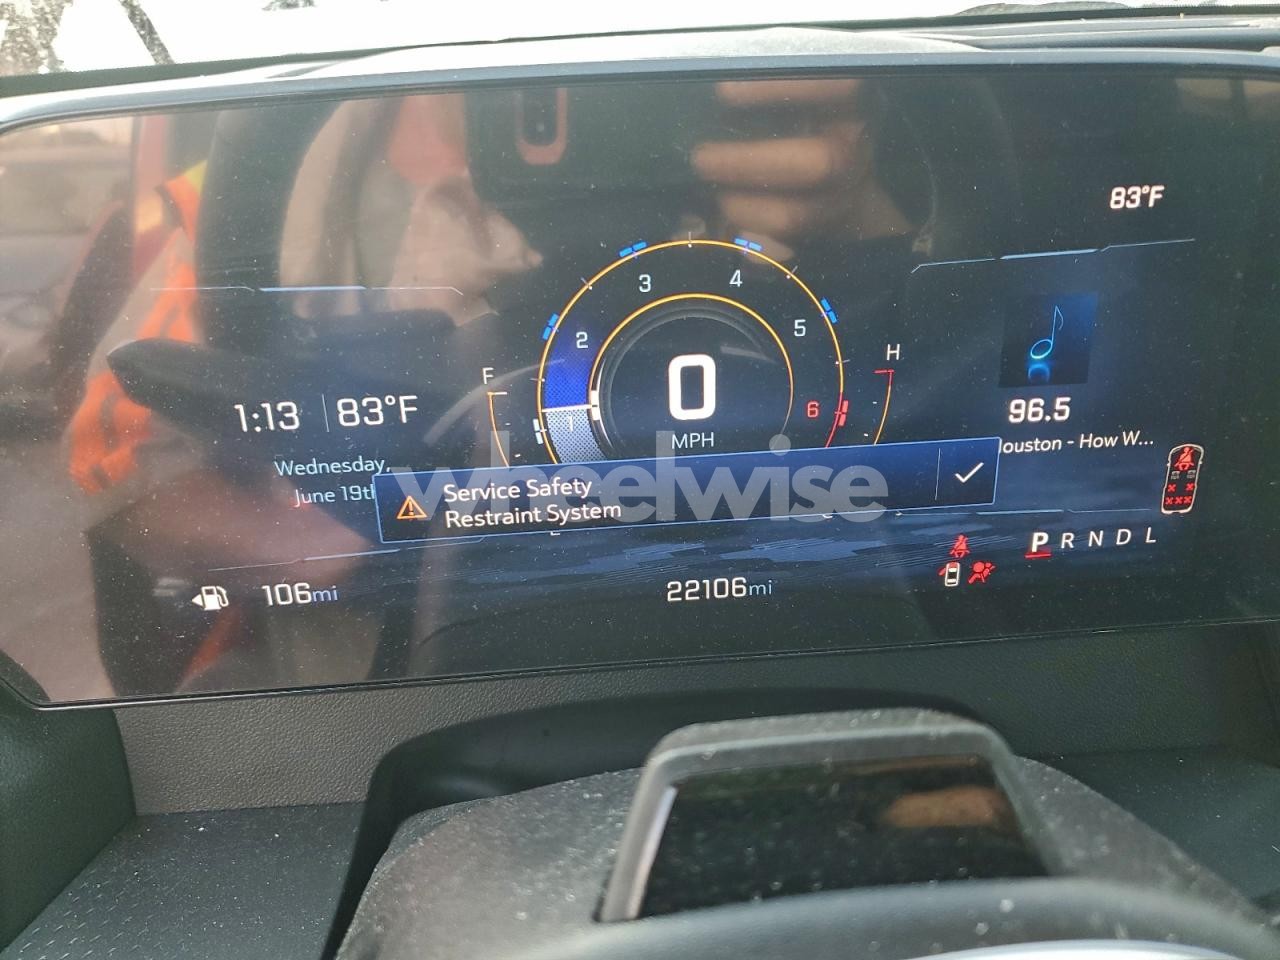 83°F
3
4
2
5
F
H
1:13
83°F
0
6
96.5
1
MPH
Wednesday,
ouston - How W...
June 19th
wheelwise
Service Safety
Restraint System
P R N D L
106mi
22106mi